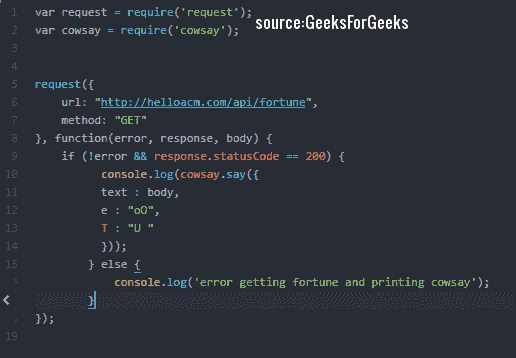 1 var request = require('request');
2 var cowsay = require('cowsay');
source:GeeksForGeeks
3
4
5 request({
6 url: "http://helloacm.com/api/fortune",
7 method: "GET"
8 }, function(error, response, body) {
9 if (!error && response.statusCode == 200) {
10 console.log(cowsay.say({
11 text : body,
12 e : "oO",
13 T : "U "
14 }));
15 } else {
console.log('error getting fortune and printing cowsay');
}
});
19